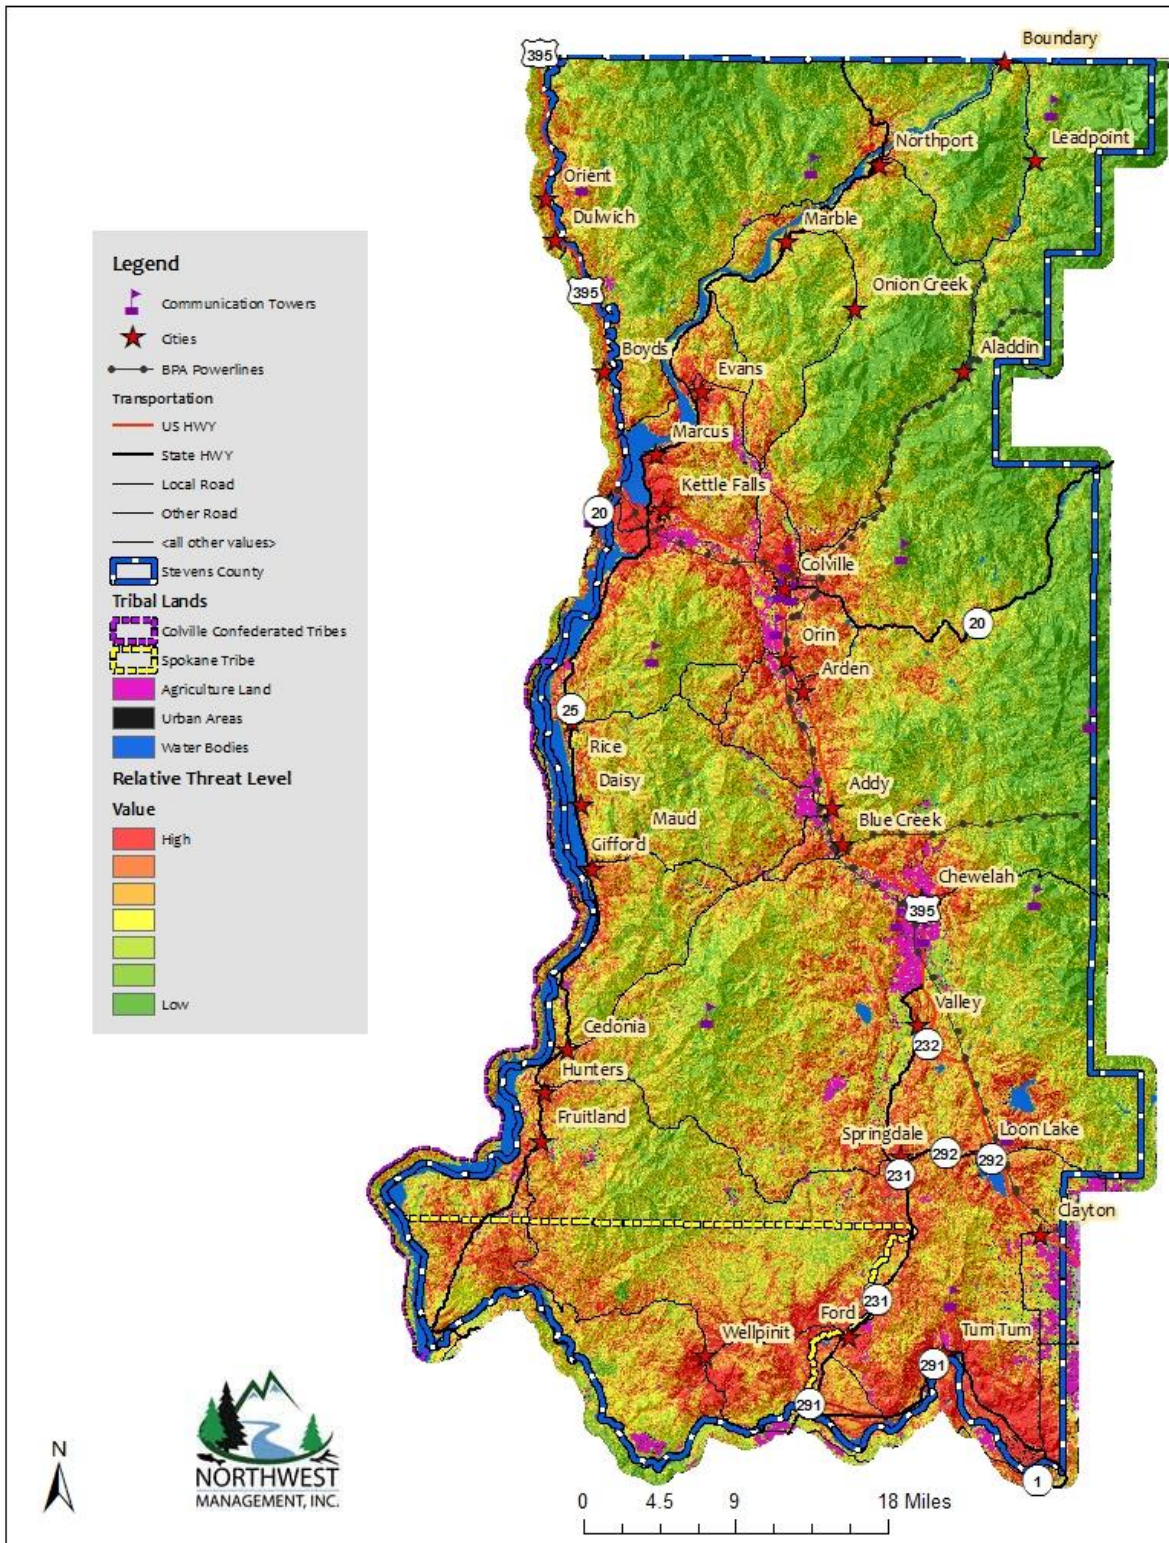 395
Boundary
Northport
Leadpoint
Orient
Dulwich
Marble
395
Onion Creek
Boyds
Evans
Aladdin
Marcus
Kettle Falls
20
Colville
20
Orin
Arden
25
Rice
Daisy
Maud
Addy
Blue Creek
Gifford
Chewelah
395
Valley
Cedonia
232
Hunters
Fruitland
Springdale
Loon Lake
292
292
231
Clayton
231
Ford
Wellpinit
Tum Tum
291
291
1
Legend
Communication Towers
Cities
BPA Powerlines
Transportation
US HWY
State HWY
Local Road
Other Road
<all other values>
Stevens County
Tribal Lands
Colville Confederated Tribes
Spokane Tribe
Agriculture Land
Urban Areas
Water Bodies
Relative Threat Level
Value
High
Low
N
NORTHWEST
MANAGEMENT, INC.
0 4.5 9 18 Miles